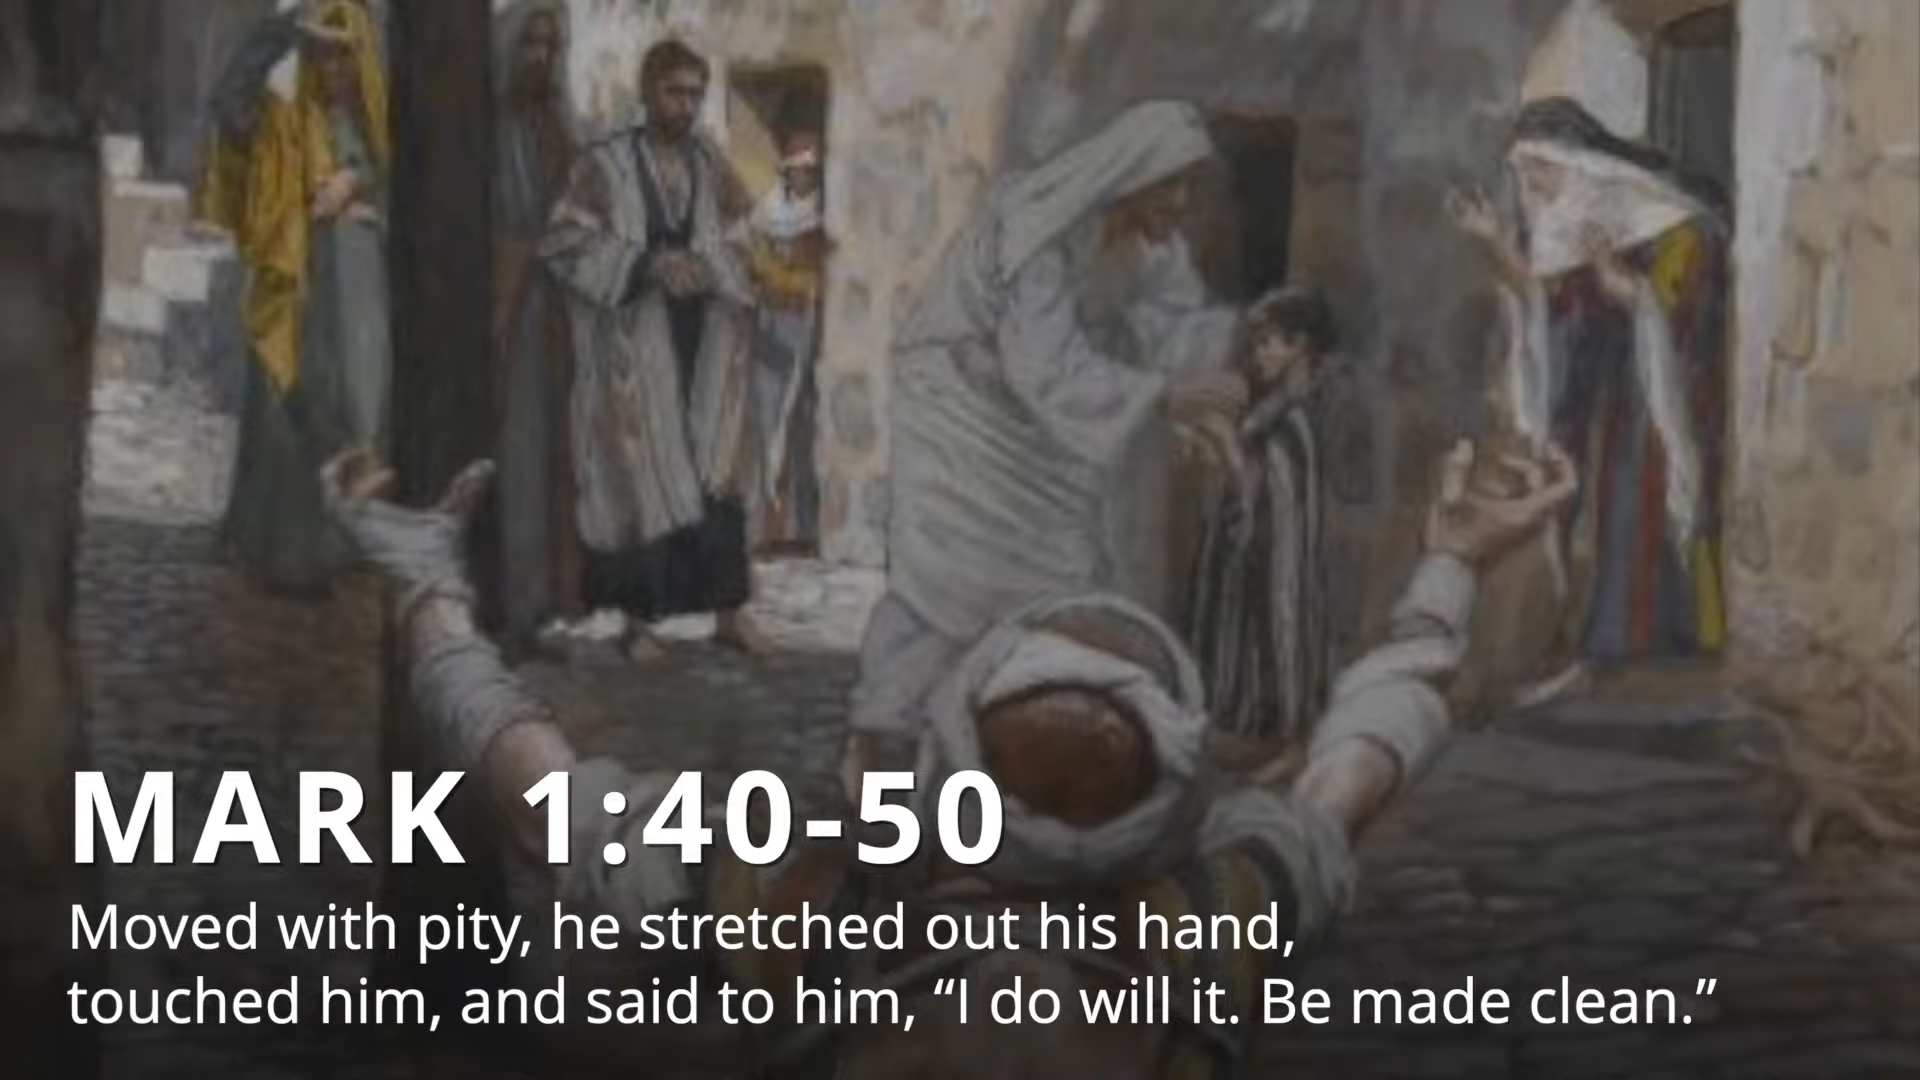 MARK 1:40-50
Moved with pity, he stretched out his hand,
touched him, and said to him, “I do will it. Be made clean.”